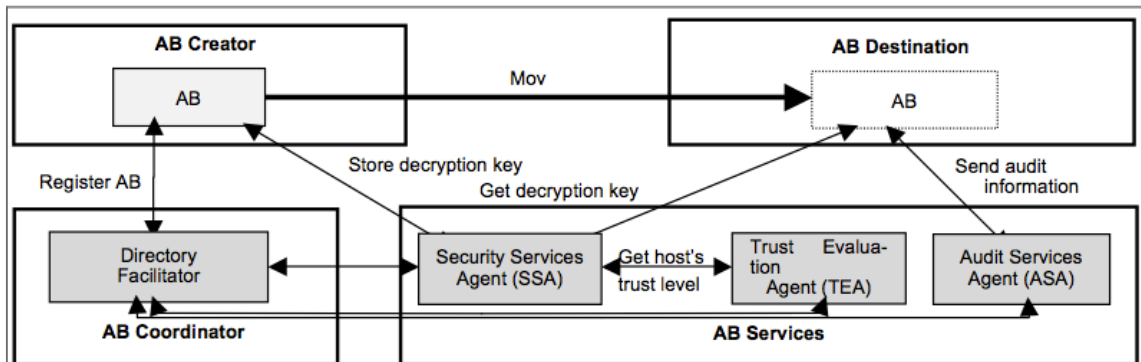 AB Creator
AB Destination
AB
Mov
AB
Store decryption key
Register AB
Get decryption key
Send audit
information
Directory
Facilitator
Security Services
Agent (SSA)
Get host's
trust level
Trust Evalua-
tion
Agent (TEA)
Audit Services
Agent (ASA)
AB Coordinator
AB Services